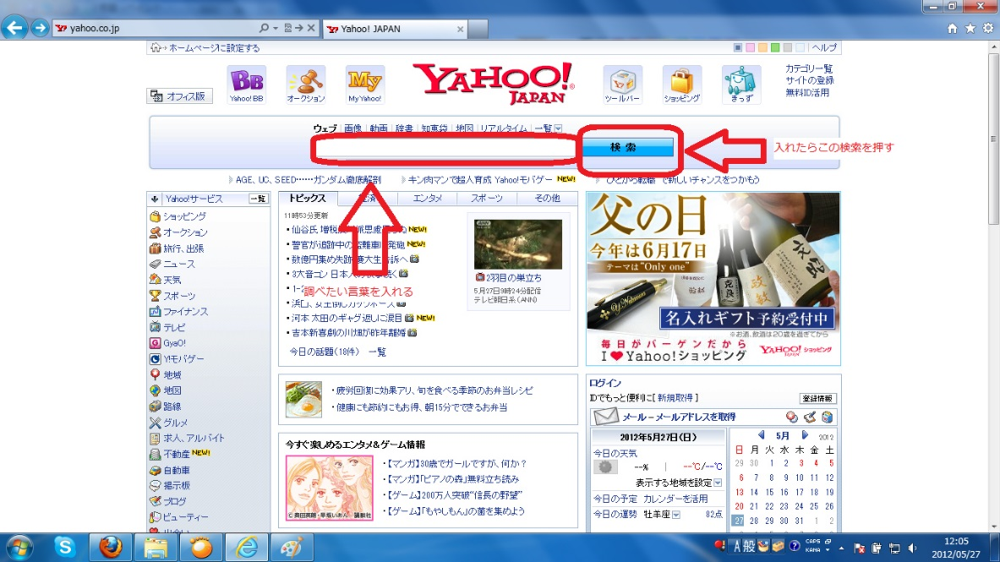 yahoo.co.jp
Yahoo! JAPAN
ホームページに設定する
ヘルプ
オフィス版
BB
Yahoo! BB
オークション
My
My Yahoo!
YAHOO!
JAPAN
ツールバー
ショッピング
きっず
カテゴリ一覧
サイトの登録
無料ID活用
ウェブ 画像 動画 辞書 知恵袋 地図 リアルタイム 一覧
検索
入れたらこの検索を押す
AGE、UC、SEED……ガンダム徹底解剖
キン肉マンで超人育成 Yahoo!モバゲー NEW!
で新しいチャンスをつかもう
Yahoo!サービス 一覧
ショッピング
オークション
旅行、出張
ニュース
天気
スポーツ
ファイナンス
テレビ
GyaO!
Y!モバゲー
地域
地図
路線
グルメ
求人、アルバイト
不動産 NEW!
自動車
掲示板
ブログ
ビューティー
トピックス
エンタメ
スポーツ
その他
11時53分更新
仙谷氏 増税 NEW!
警官が追跡中の 発砲 NEW!
数億円集め失跡
3大音コン 日本人
調べたい言葉を入れる
河本 太田のギャグ返しに涙目 NEW!
吉本新喜劇の川畑が昨年離婚
今日の話題(18件) 一覧
2羽目の巣立ち
5月27日9時24分配信
テレビ朝日系(ANN)
父の日
今年は6月17日
テーマは"Only one"
名入れギフト予約受付中
※お酒、飲酒は20歳を過ぎてから
毎日がバーゲンだから
I Yahoo!ショッピング
YAHOO! JAPAN ショッピング
・疲労回復に効果アリ、旬を食べる季節のお弁当レシピ
・健康にも節約にもお得、朝15分でできるお弁当
今すぐ楽しめるエンタメ&ゲーム情報
・【マンガ】30歳でガールですが、何か？
・【マンガ】「ピアノの森」無料立ち読み
・【ゲーム】200万人突破"信長の野望"
・【ゲーム】「もやしもん」の菌を集めよう
ログイン
IDでもっと便利に[ 新規取得 ]
登録情報
メール - メールアドレスを取得
2012年5月27日(日)
今日の天気
--% | --℃/--℃
表示する地域を設定
今日の予定 カレンダーを活用
今日の運勢 牡羊座 82点
5月 2012
日 月 火 水 木 金 土
29 30 1 2 3 4 5
6 7 8 9 10 11 12
13 14 15 16 17 18 19
20 21 22 23 24 25 26
27 28 29 30 31 1 2
A 般
CAPS
KANA
12:05
2012/05/27